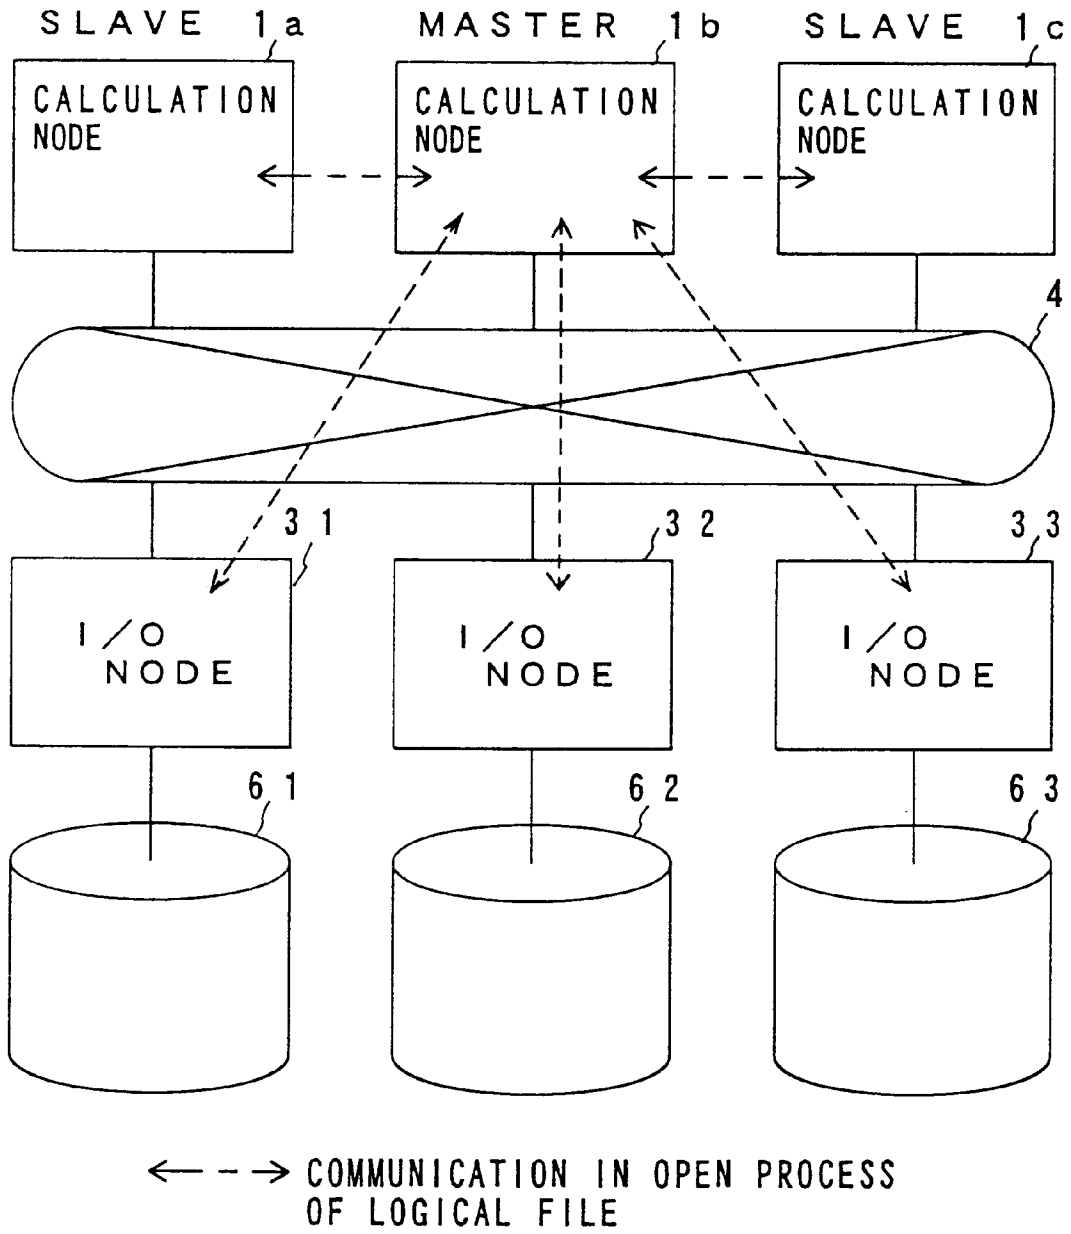 SLAVE 1a
MASTER 1b
SLAVE 1c
CALCULATION
NODE
CALCULATION
NODE
CALCULATION
NODE
4
31
32
33
I/O
NODE
I/O
NODE
I/O
NODE
61
62
63
COMMUNICATION IN OPEN PROCESS
OF LOGICAL FILE